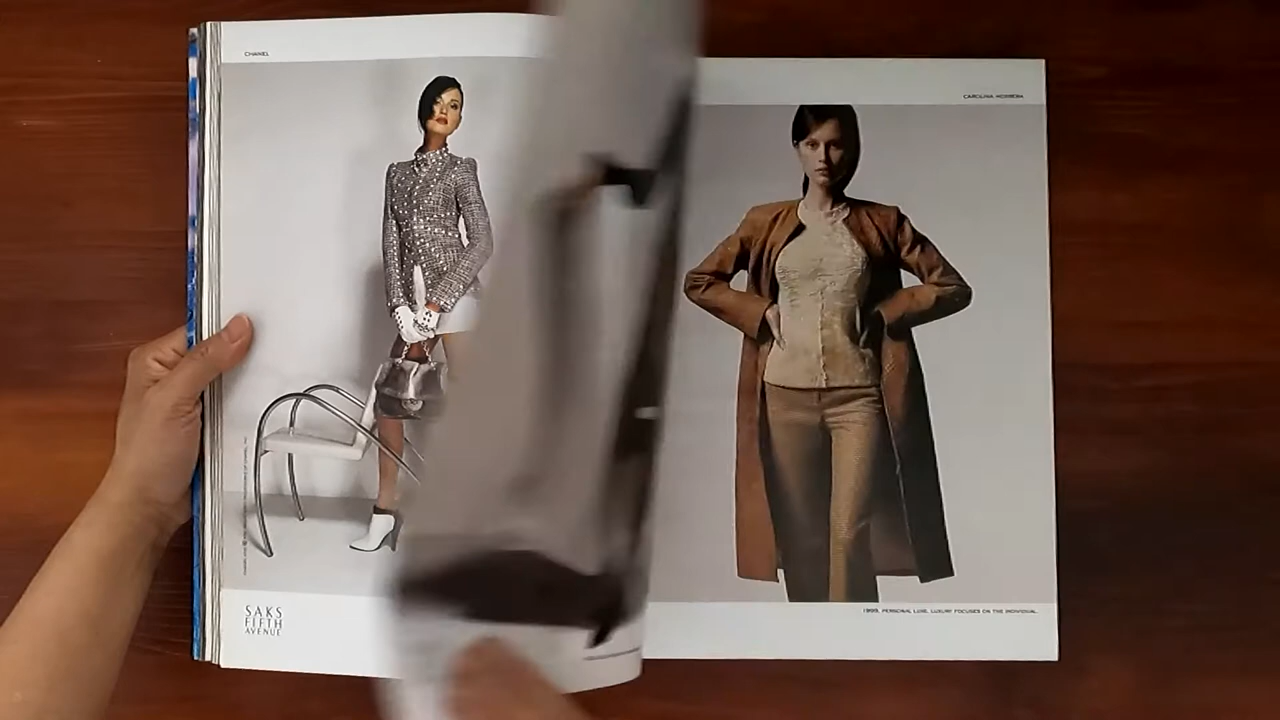 CHANEL
SAKS
FIFTH
AVENUE
CAROLINA HERRERA
1999, PERSONAL LUXE. LUXURY FOCUSES ON THE INDIVIDUAL.